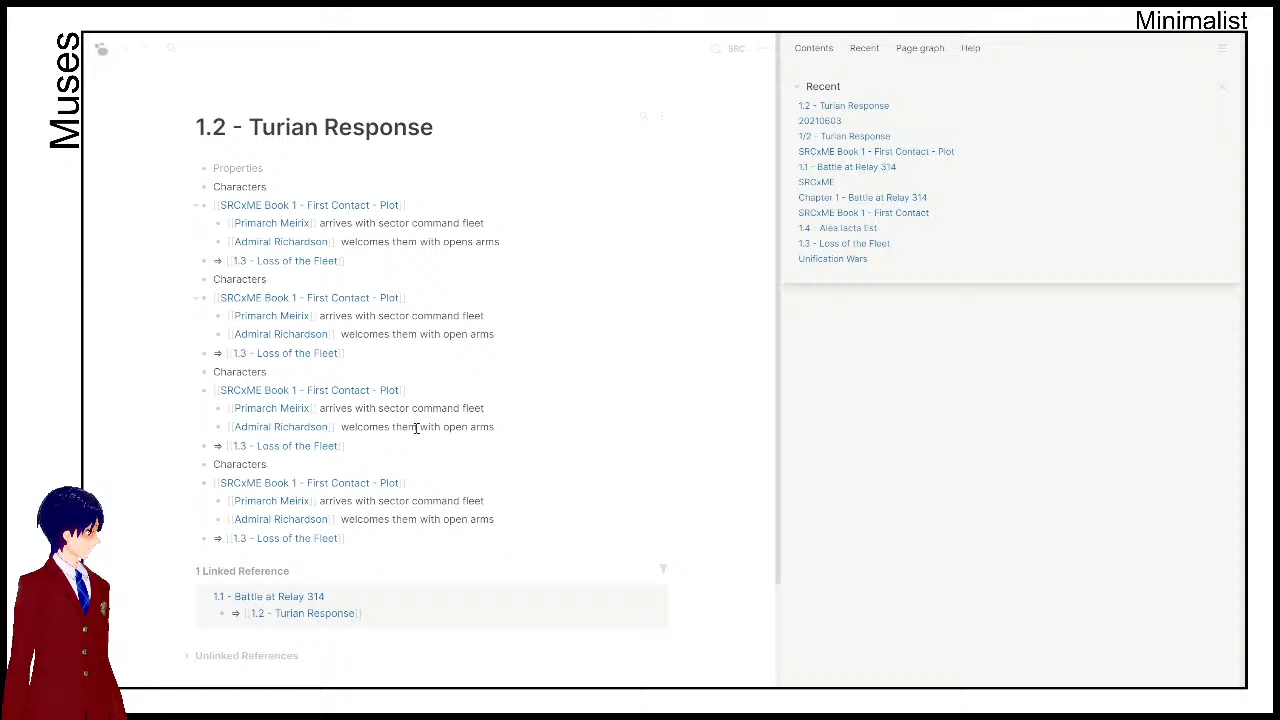 Minimalist
Muses
SRC
Contents Recent Page graph Help
1.2 - Turian Response
Properties
Characters
[[SRCxME Book 1 - First Contact - Plot]]
[[Primarch Meirix]] arrives with sector command fleet
[[Admiral Richardson]] welcomes them with opens arms
⇒ [[1.3 - Loss of the Fleet]]
Characters
[[SRCxME Book 1 - First Contact - Plot]]
[[Primarch Meirix]] arrives with sector command fleet
[[Admiral Richardson]] welcomes them with open arms
⇒ [[1.3 - Loss of the Fleet]]
Characters
[[SRCxME Book 1 - First Contact - Plot]]
[[Primarch Meirix]] arrives with sector command fleet
[[Admiral Richardson]] welcomes them with open arms
⇒ [[1.3 - Loss of the Fleet]]
Characters
[[SRCxME Book 1 - First Contact - Plot]]
[[Primarch Meirix]] arrives with sector command fleet
[[Admiral Richardson]] welcomes them with open arms
⇒ [[1.3 - Loss of the Fleet]]
1 Linked Reference
1.1 - Battle at Relay 314
⇒ [[1.2 - Turian Response]]
Unlinked References
Recent
1.2 - Turian Response
20210603
1/2 - Turian Response
SRCxME Book 1 - First Contact - Plot
1.1 - Battle at Relay 314
SRCxME
Chapter 1 - Battle at Relay 314
SRCxME Book 1 - First Contact
1.4 - Alea Iacta Est
1.3 - Loss of the Fleet
Unification Wars